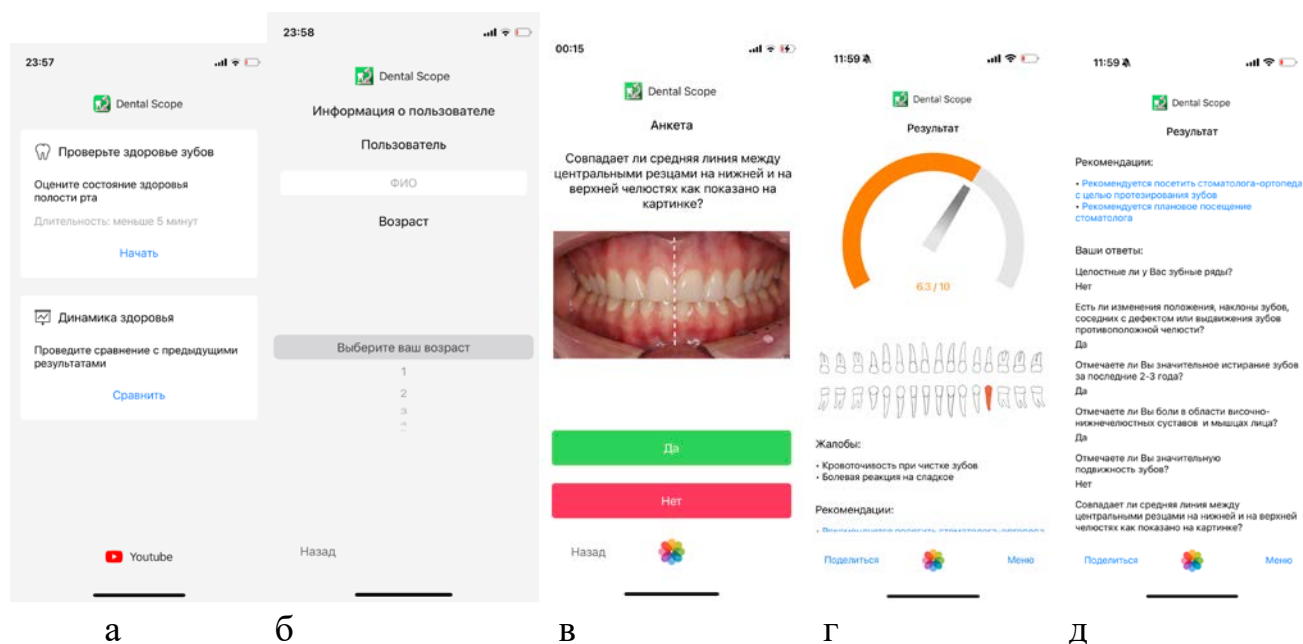 23:57
Dental Scope
Проверьте здоровье зубов
Оцените состояние здоровья
полости рта
Длительность: меньше 5 минут
Начать
Динамика здоровья
Проведите сравнение с предыдущими
результатами
Сравнить
Youtube
а
23:58
Dental Scope
Информация о пользователе
Пользователь
ФИО
Возраст
Выберите ваш возраст
1
2
3
Назад
б
00:15
Dental Scope
Анкета
Совпадает ли средняя линия между
центральными резцами на нижней и на
верхней челюстях как показано на
картинке?
Да
Нет
Назад
в
11:59
Dental Scope
Результат
6.3 / 10
Жалобы:
• Кровоточивость при чистке зубов
• Болевая реакция на сладкое
Рекомендации:
Поделиться
Меню
г
11:59
Dental Scope
Результат
Рекомендации:
• Рекомендуется посетить стоматолога-ортопеда
с целью протезирования зубов
• Рекомендуется плановое посещение
стоматолога
Ваши ответы:
Целостные ли у Вас зубные ряды?
Нет
Есть ли изменения положения, наклоны зубов,
соседних с дефектом или выдвижения зубов
противоположной челюсти?
Да
Отмечаете ли Вы значительное истирание зубов
за последние 2-3 года?
Да
Отмечаете ли Вы боли в области височно-
нижнечелюстных суставов и мышцах лица?
Да
Отмечаете ли Вы значительную
подвижность зубов?
Нет
Совпадает ли средняя линия между
центральными резцами на нижней и на верхней
челюстях как показано на картинке?
Поделиться
Меню
д